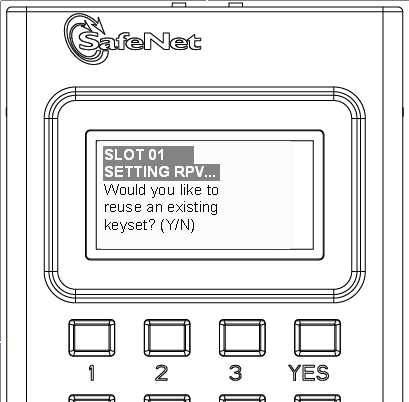 SafeNet
SLOT 01
SETTING RPV...
Would you like to
reuse an existing
keyset? (Y/N)
1 2 3 YES